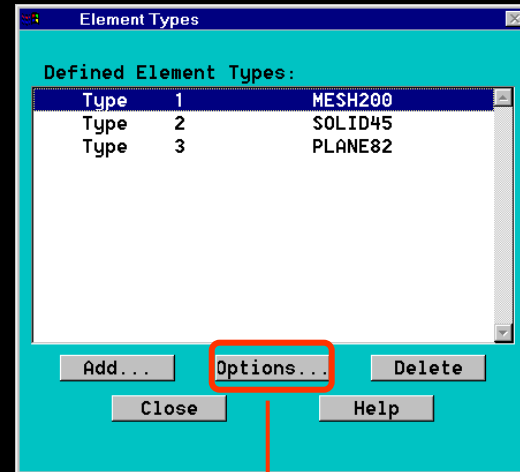 Element Types
Defined Element Types:
Type 1 MESH200
Type 2 SOLID45
Type 3 PLANE82
Add... Options... Delete
Close Help